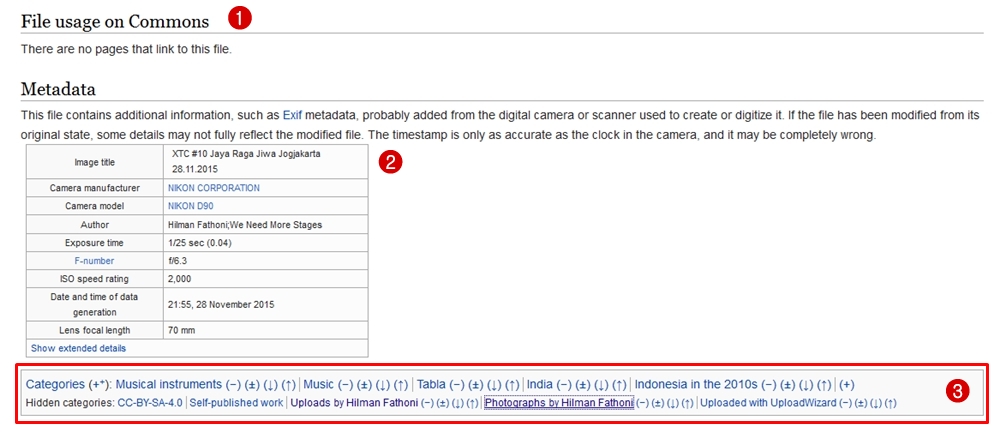 File usage on Commons 1
There are no pages that link to this file.
Metadata
This file contains additional information, such as Exif metadata, probably added from the digital camera or scanner used to create or digitize it. If the file has been modified from its
original state, some details may not fully reflect the modified file. The timestamp is only as accurate as the clock in the camera, and it may be completely wrong.
2
Image title XTC #10 Jaya Raga Jiwa Jogjakarta
28.11.2015
Camera manufacturer NIKON CORPORATION
Camera model NIKON D90
Author Hilman Fathoni;We Need More Stages
Exposure time 1/25 sec (0.04)
F-number f/6.3
ISO speed rating 2,000
Date and time of data
generation 21:55, 28 November 2015
Lens focal length 70 mm
Show extended details
Categories (+⁺): Musical instruments (−) (±) (↓) (↑) | Music (−) (±) (↓) (↑) | Tabla (−) (±) (↓) (↑) | India (−) (±) (↓) (↑) | Indonesia in the 2010s (−) (±) (↓) (↑) | (+)
3
Hidden categories: CC-BY-SA-4.0 | Self-published work | Uploads by Hilman Fathoni (−) (±) (↓) (↑) | Photographs by Hilman Fathoni (−) (±) (↓) (↑) | Uploaded with UploadWizard (−) (±) (↓) (↑)